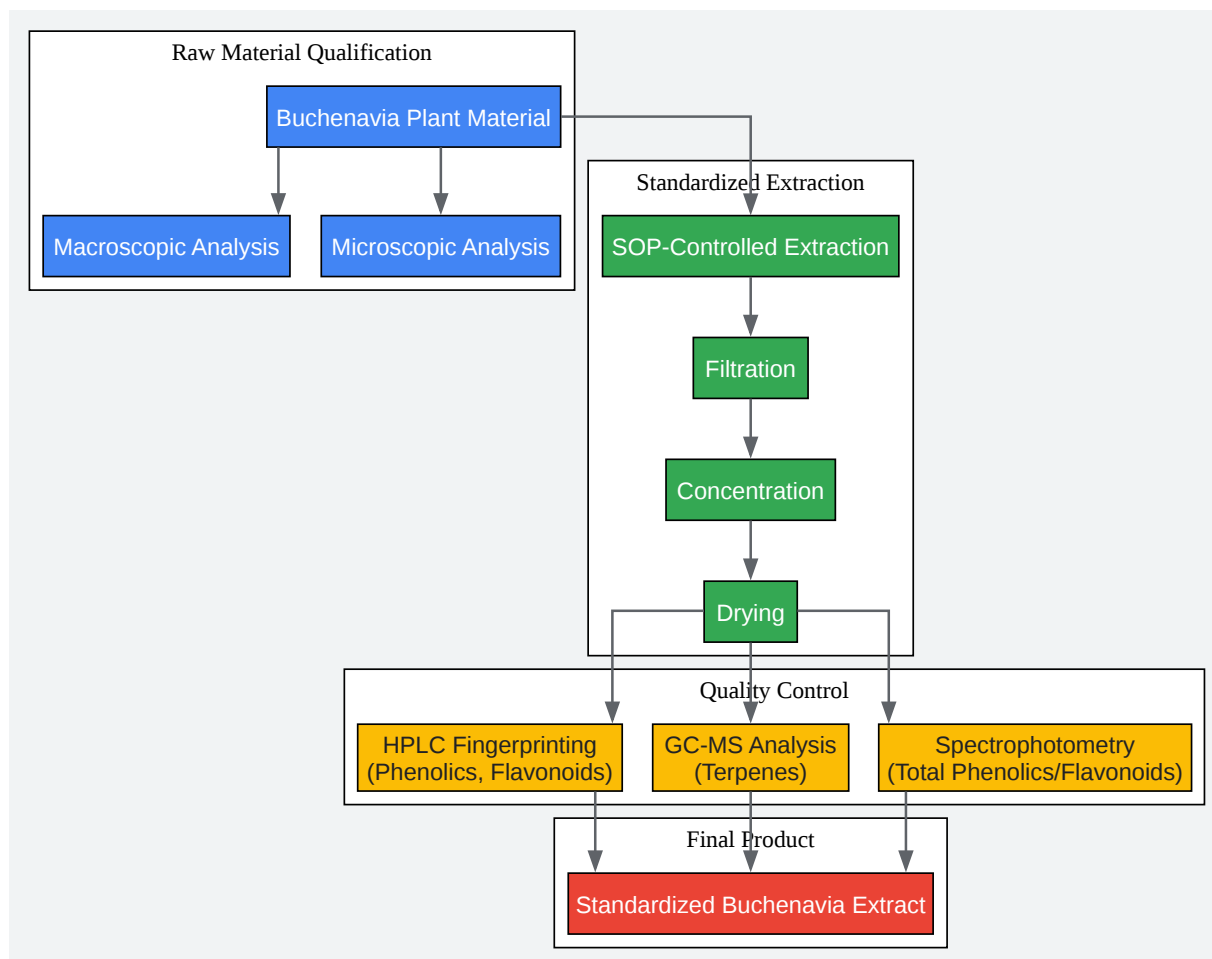 Raw Material Qualification
Buchenavia Plant Material
Macroscopic Analysis
Microscopic Analysis
Standardized Extraction
SOP-Controlled Extraction
Filtration
Concentration
Drying
Quality Control
HPLC Fingerprinting
(Phenolics, Flavonoids)
GC-MS Analysis
(Terpenes)
Spectrophotometry
(Total Phenolics/Flavonoids)
Final Product
Standardized Buchenavia Extract